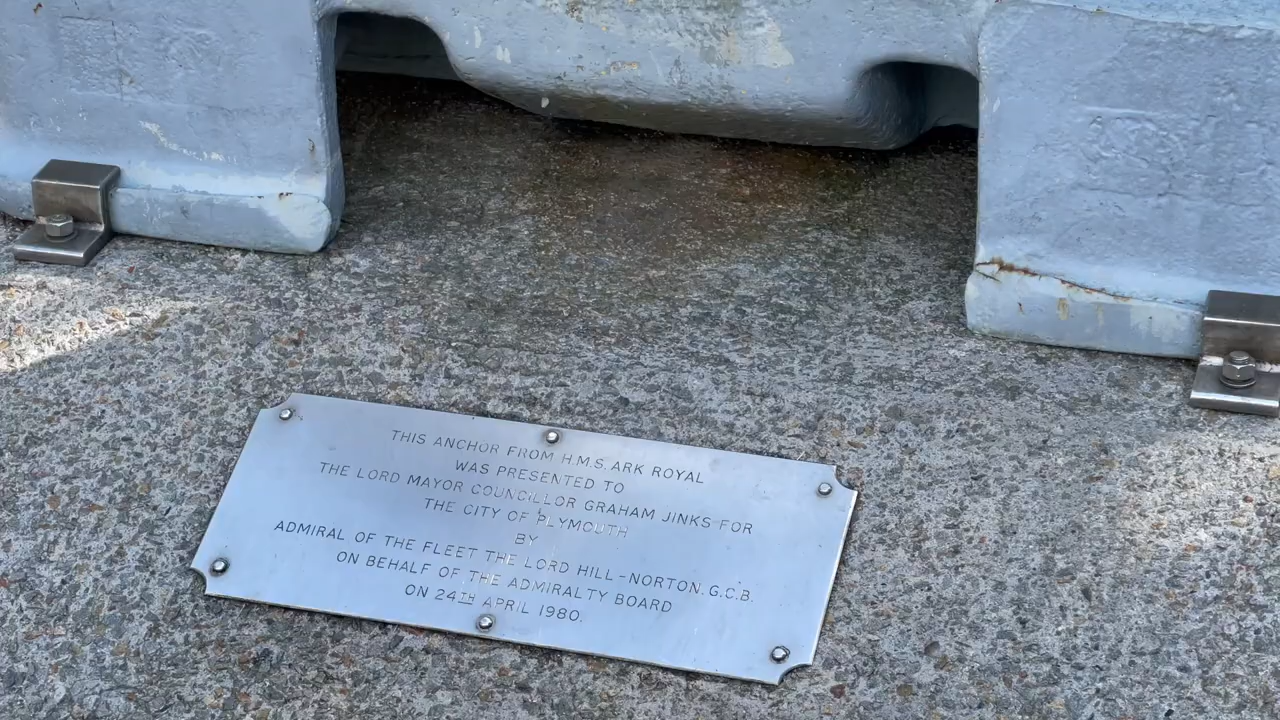 THIS ANCHOR FROM H.M.S. ARK ROYAL
WAS PRESENTED TO
THE LORD MAYOR COUNCILLOR GRAHAM JINKS FOR
THE CITY OF PLYMOUTH
BY
ADMIRAL OF THE FLEET THE LORD HILL-NORTON. G.C.B.
ON BEHALF OF THE ADMIRALTY BOARD
ON 24TH APRIL 1980.